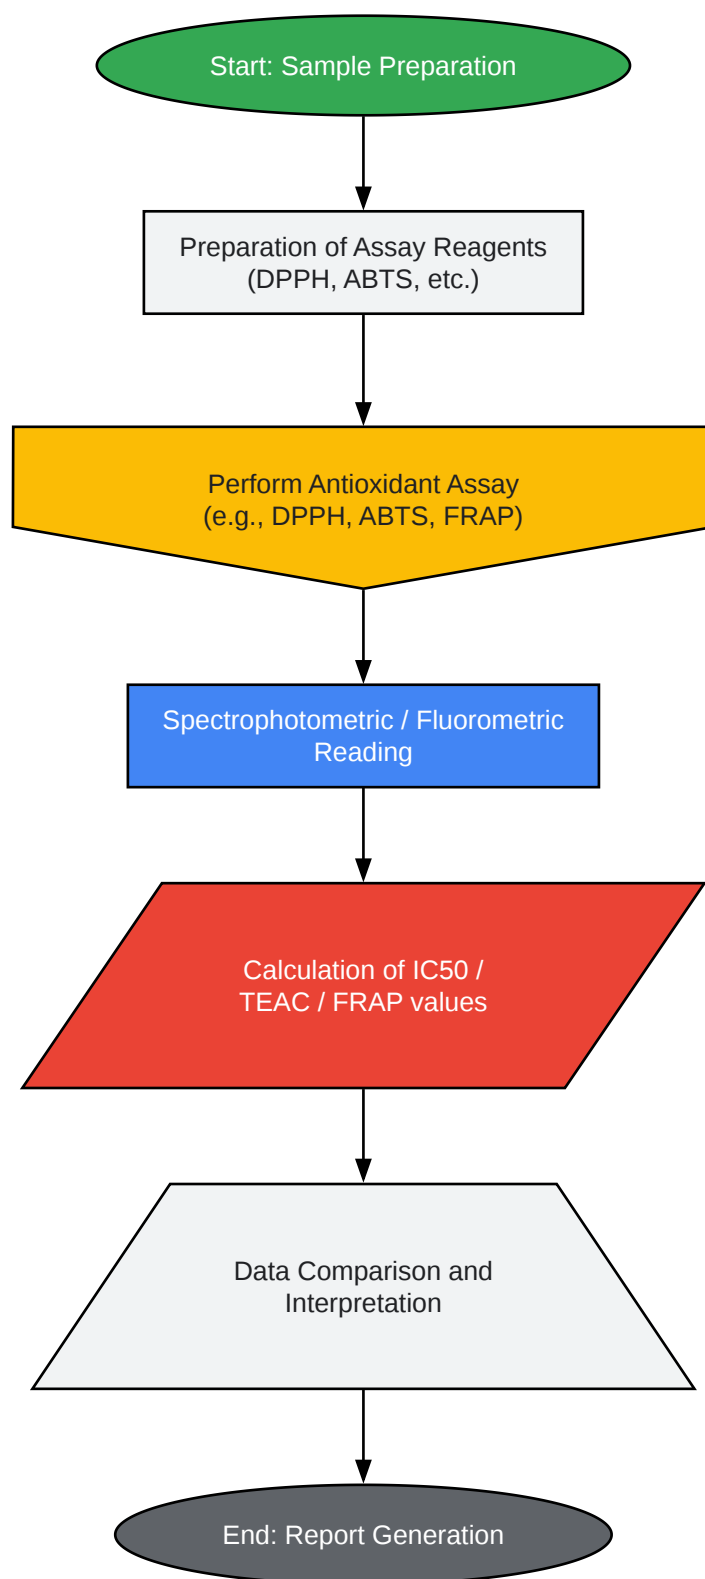 Start: Sample Preparation
Preparation of Assay Reagents
(DPPH, ABTS, etc.)
Perform Antioxidant Assay
(e.g., DPPH, ABTS, FRAP)
Spectrophotometric / Fluorometric
Reading
Calculation of IC50 /
TEAC / FRAP values
Data Comparison and
Interpretation
End: Report Generation